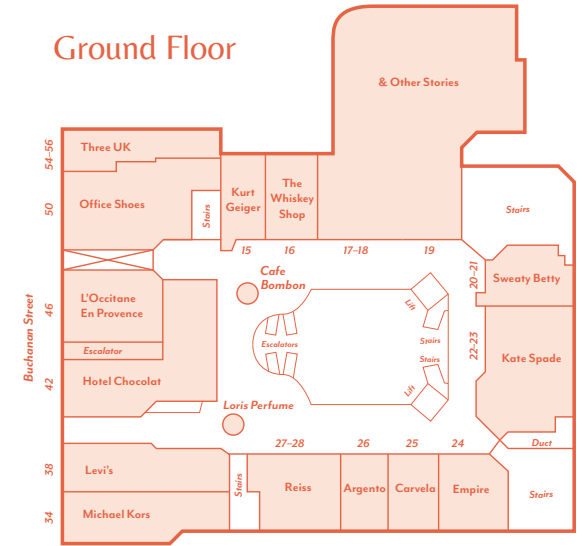 Ground Floor
& Other Stories
54–56
Three UK
50
Office Shoes
Stairs
Kurt
Geiger
The
Whiskey
Shop
Stairs
15
16
17–18
19
Cafe
Bombon
20–21
Sweaty Betty
Buchanan Street
46
L'Occitane
En Provence
Escalator
42
Hotel Chocolat
Escalators
Lift
Stairs
Stairs
Lift
22–23
Kate Spade
Loris Perfume
27–28
26
25
24
Duct
38
Levi's
Stairs
Reiss
Argento
Carvela
Empire
Stairs
34
Michael Kors